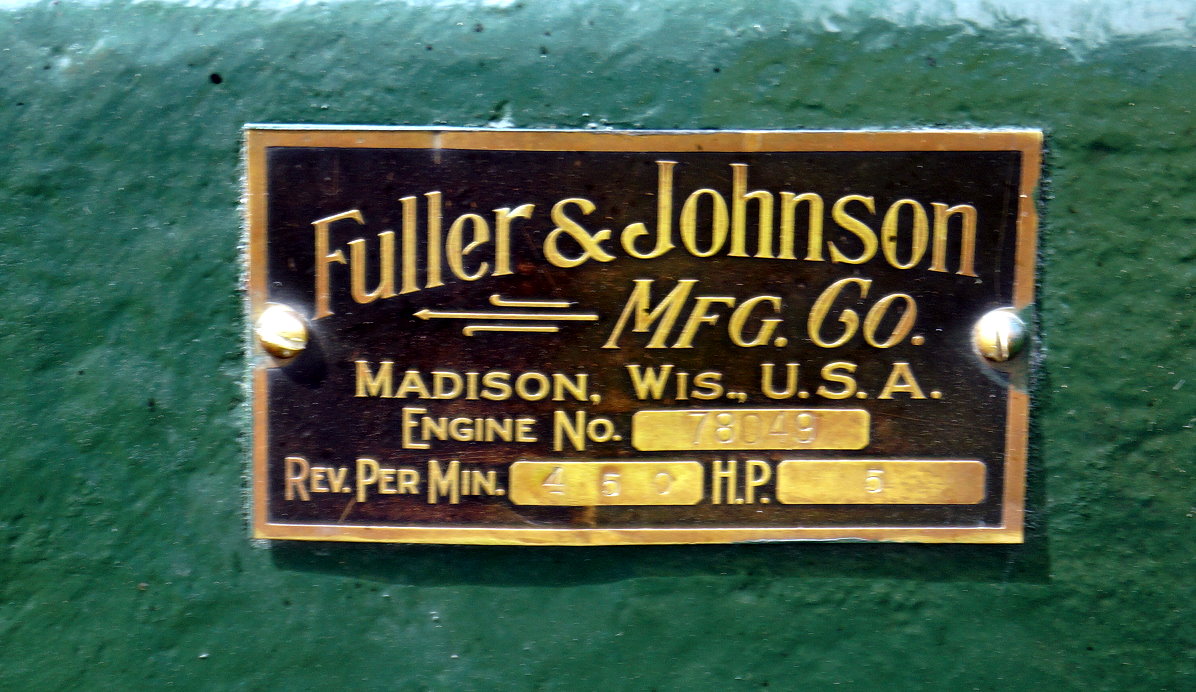 Fuller & Johnson
MFG. CO.
MADISON, WIS., U.S.A.
ENGINE NO. 78049
REV. PER MIN. 450 H.P. 5